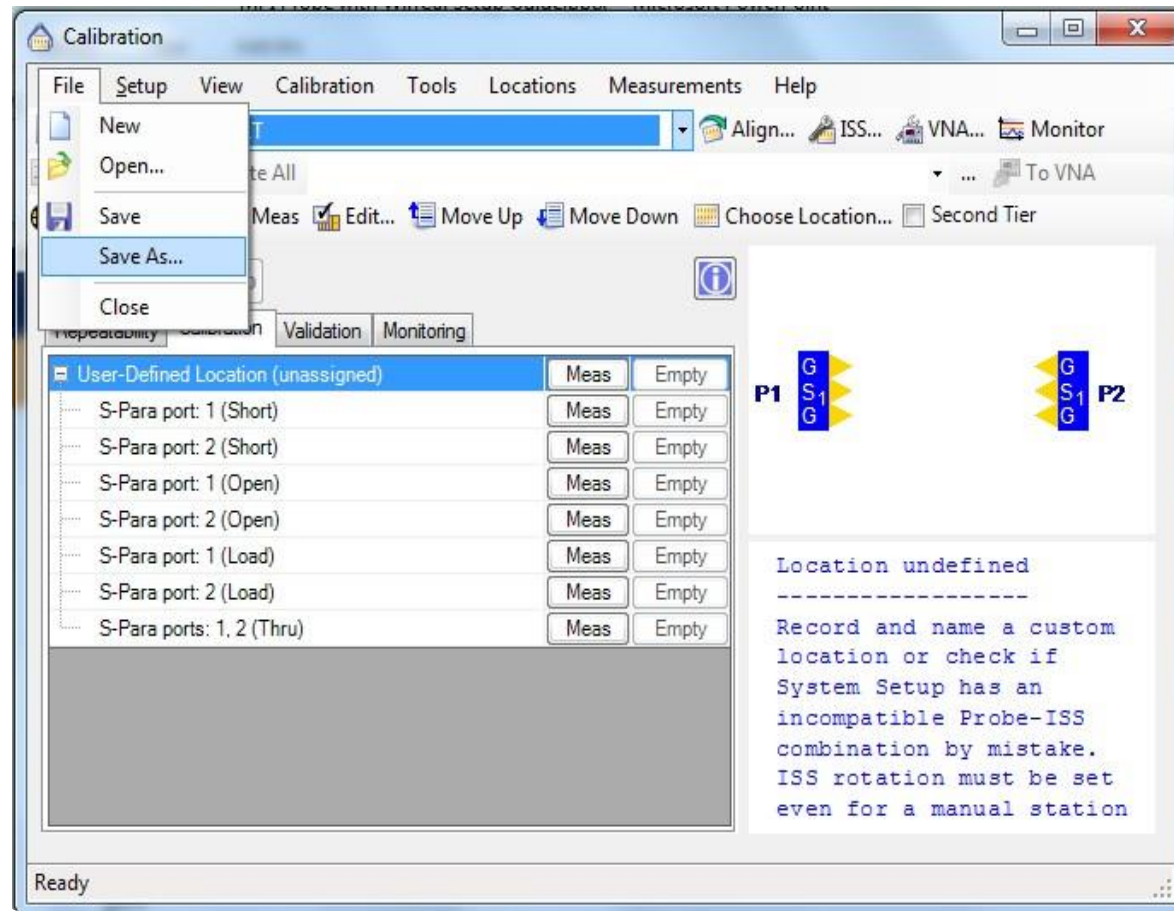 Calibration
File Setup View Calibration Tools Locations Measurements Help
New
T
Align... ISS... VNA... Monitor
Open...
te All
... To VNA
Save
Meas Edit... Move Up Move Down Choose Location... Second Tier
Save As...
Close
Repeatability Calibration Validation Monitoring
User-Defined Location (unassigned) Meas Empty
S-Para port: 1 (Short) Meas Empty
S-Para port: 2 (Short) Meas Empty
S-Para port: 1 (Open) Meas Empty
S-Para port: 2 (Open) Meas Empty
S-Para port: 1 (Load) Meas Empty
S-Para port: 2 (Load) Meas Empty
S-Para ports: 1, 2 (Thru) Meas Empty
G G
P1 S1 S1 P2
G G
Location undefined
------------------
Record and name a custom
location or check if
System Setup has an
incompatible Probe-ISS
combination by mistake.
ISS rotation must be set
even for a manual station
Ready